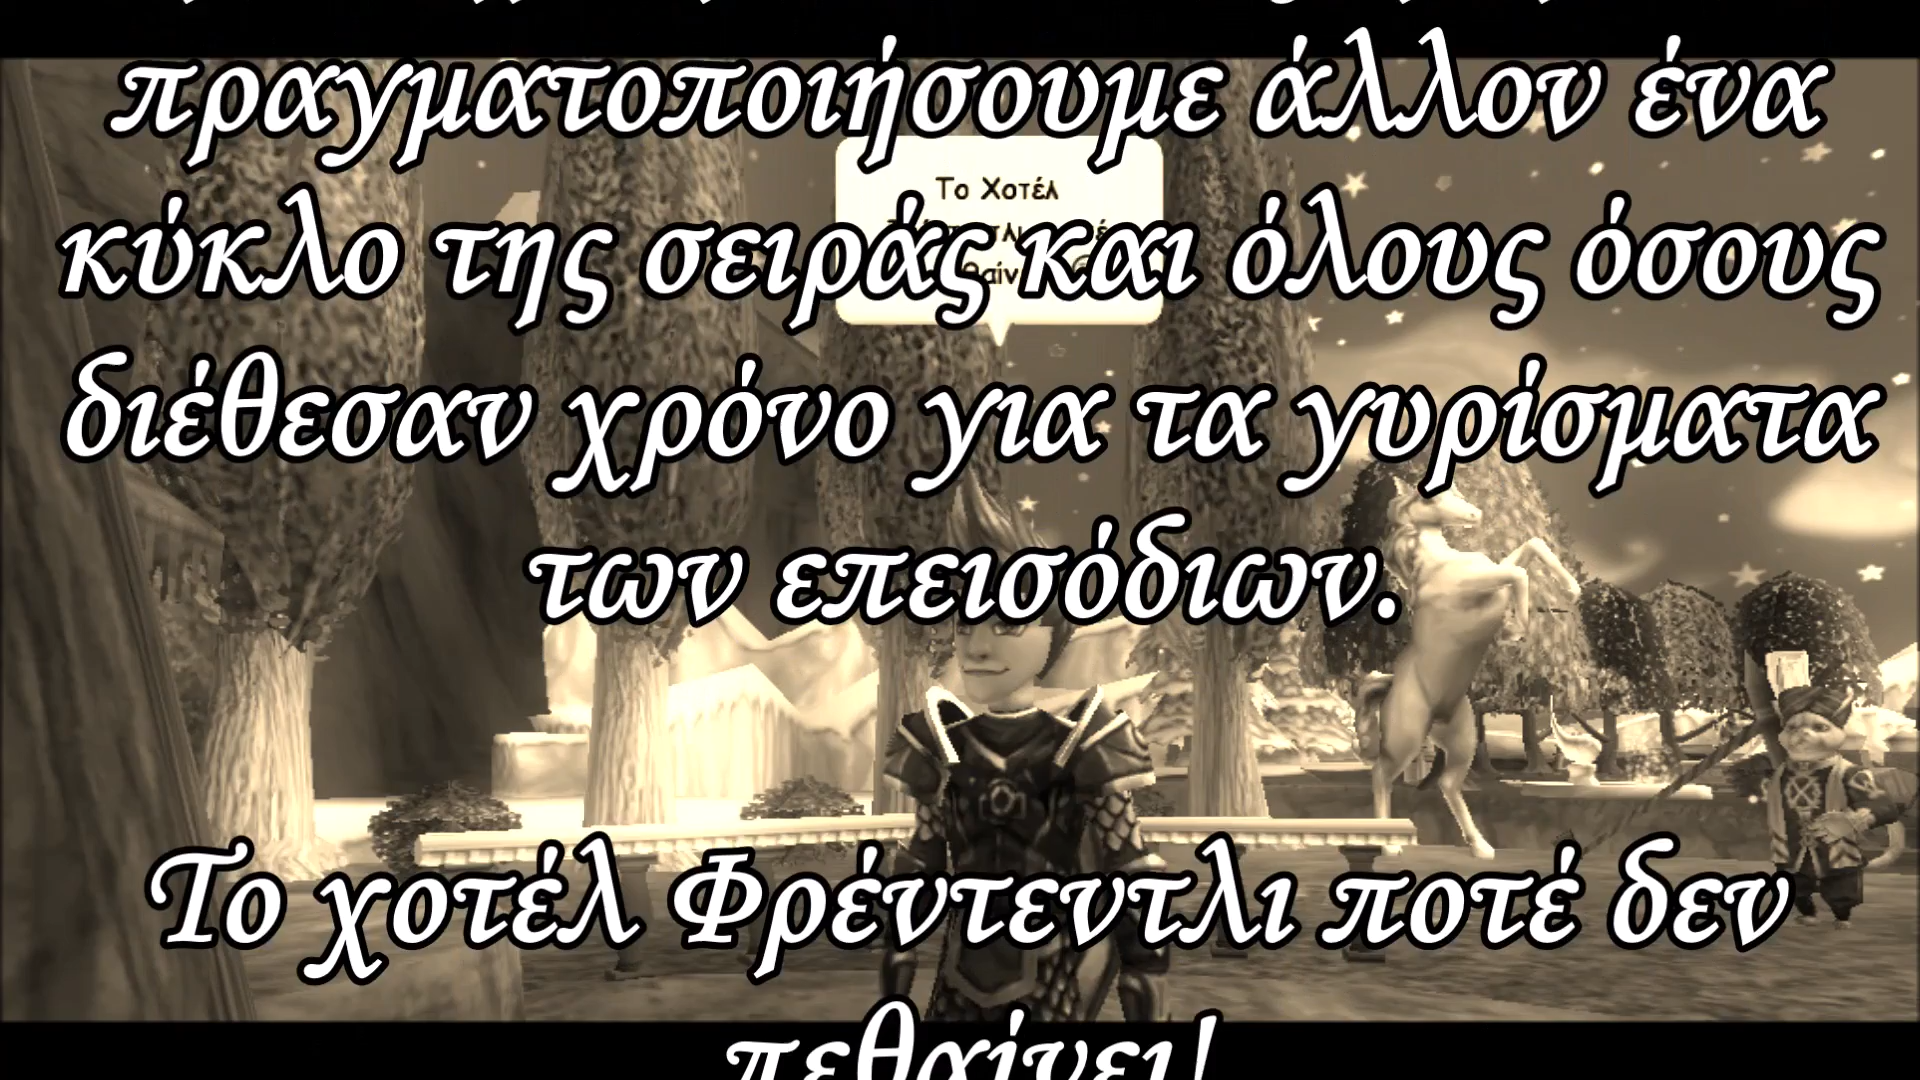 πραγματοποιήσουμε άλλον ένα
Το Χοτέλ
κύκλο της σειράς και όλους όσους
διέθεσαν χρόνο για τα γυρίσματα
των επεισόδιων.
Το χοτέλ Φρέντεντλι ποτέ δεν
πεθαίνει!